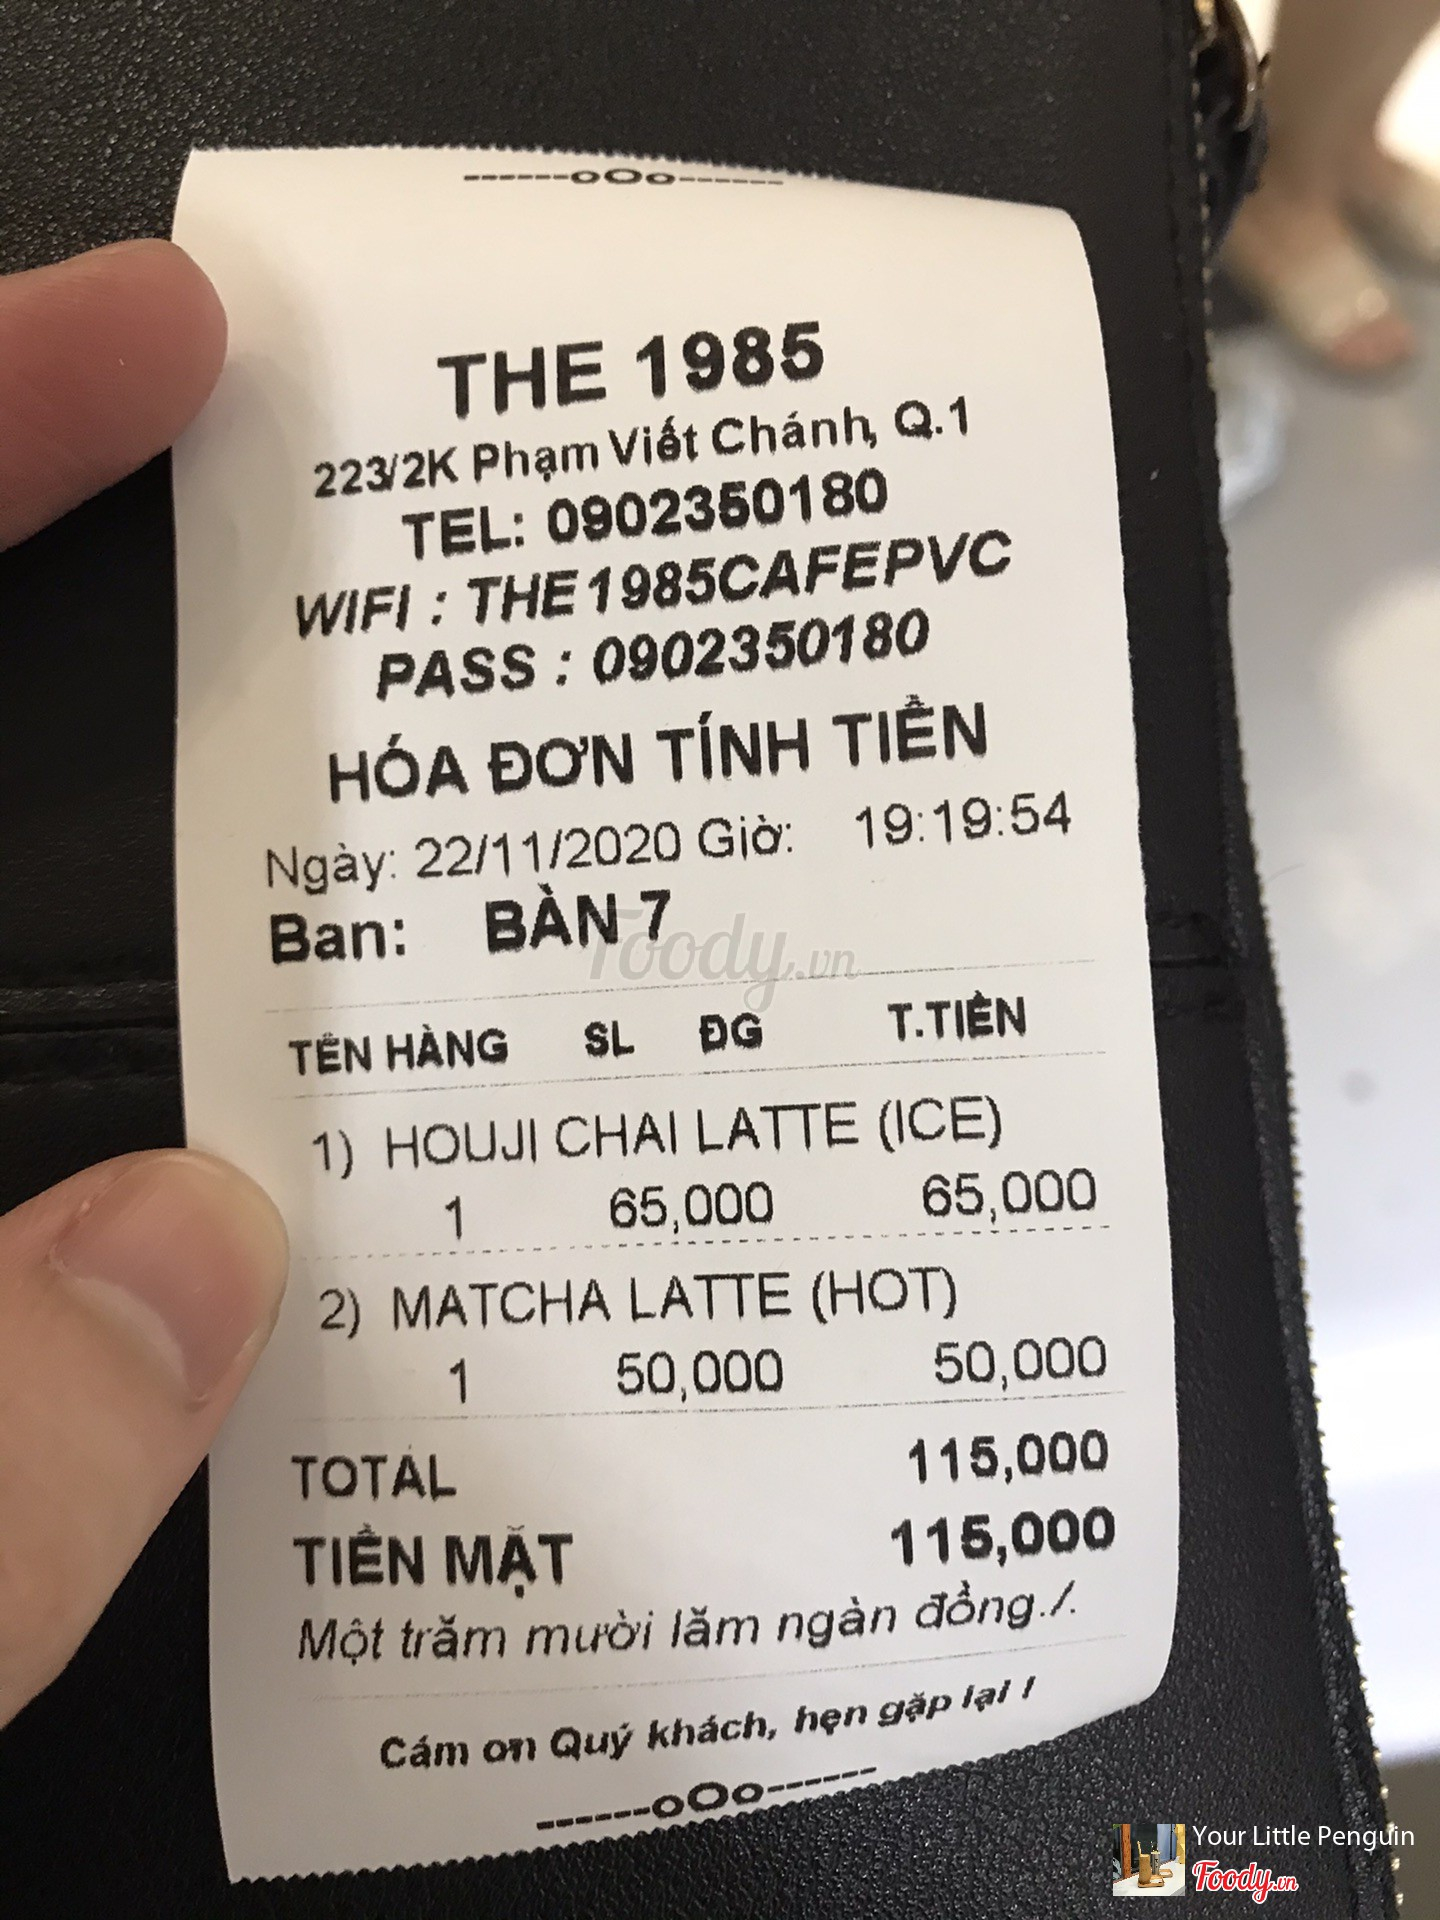 ------oOo------
THE 1985
223/2K Phạm Viết Chánh, Q.1
TEL: 0902350180
WIFI : THE1985CAFEPVC
PASS : 0902350180
HÓA ĐƠN TÍNH TIỀN
Ngày: 22/11/2020 Giờ: 19:19:54
Ban: BÀN 7
Foody.vn
TÊN HÀNG SL ĐG T.TIỀN
1) HOUJI CHAI LATTE (ICE)
1 65,000 65,000
2) MATCHA LATTE (HOT)
1 50,000 50,000
TOTAL 115,000
TIỀN MẶT 115,000
Một trăm mười lăm ngàn đồng./.
Cám ơn Quý khách, hẹn gặp lại !
------oOo------
Your Little Penguin
Foody.vn